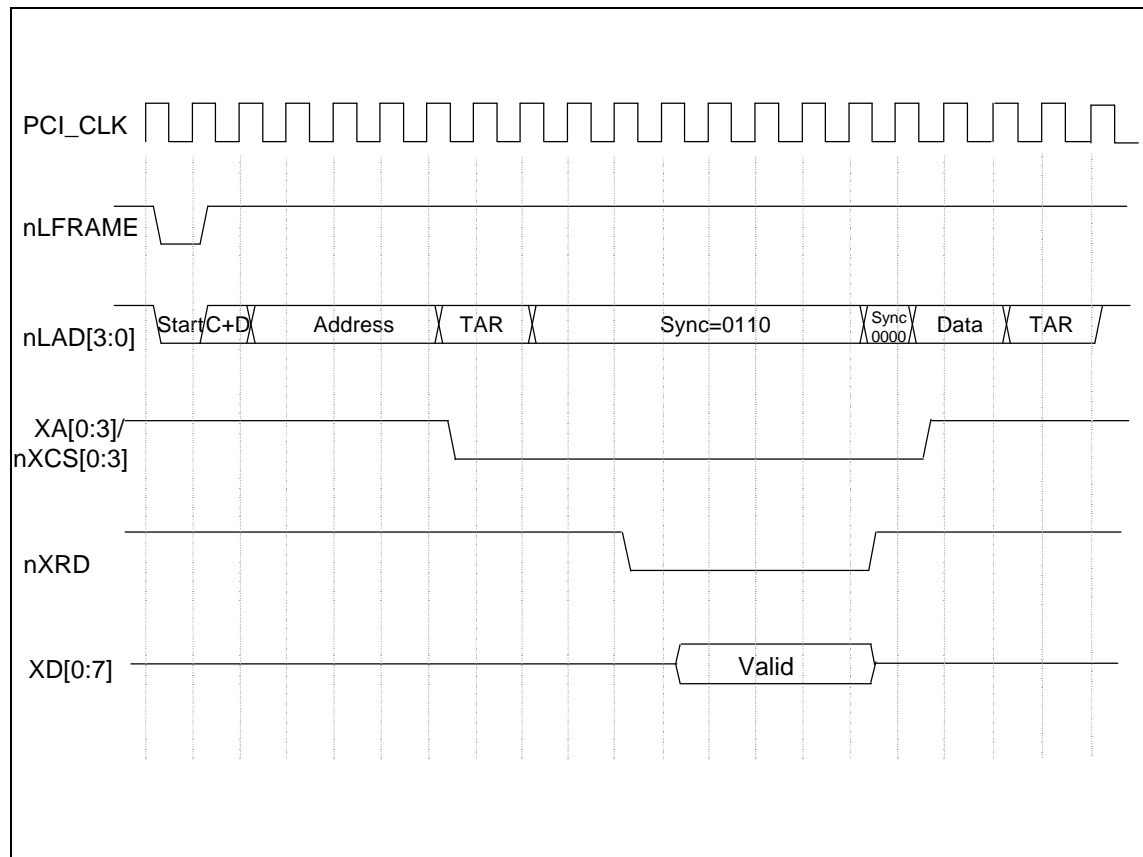 PCI_CLK
nLFRAME
nLAD[3:0]
Start
C+D
Address
TAR
Sync=0110
Sync
0000
Data
TAR
XA[0:3]/
nXCS[0:3]
nXRD
XD[0:7]
Valid